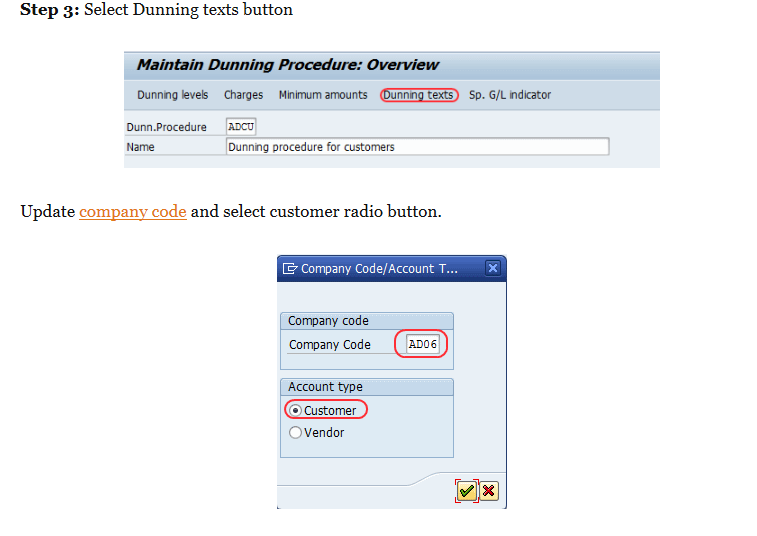 Step 3: Select Dunning texts button
Maintain Dunning Procedure: Overview
Dunning levels Charges Minimum amounts Dunning texts Sp. G/L indicator
Dunn.Procedure ADCU
Name Dunning procedure for customers
Update company code and select customer radio button.
Company Code/Account T...
Company code
Company Code AD06
Account type
Customer
Vendor